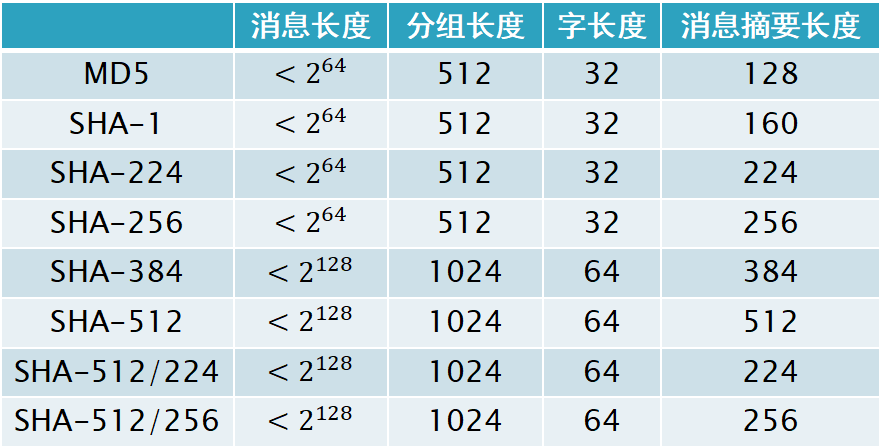 消息长度 分组长度 字长度 消息摘要长度
MD5 < 2^64 512 32 128
SHA-1 < 2^64 512 32 160
SHA-224 < 2^64 512 32 224
SHA-256 < 2^64 512 32 256
SHA-384 < 2^128 1024 64 384
SHA-512 < 2^128 1024 64 512
SHA-512/224 < 2^128 1024 64 224
SHA-512/256 < 2^128 1024 64 256